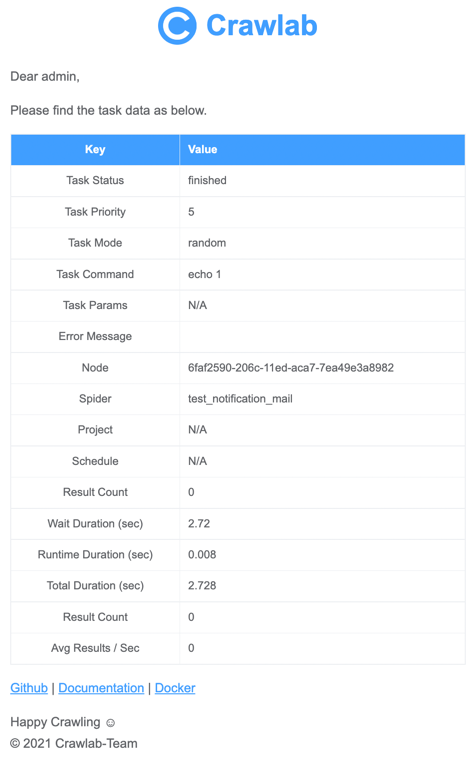 Crawlab
Dear admin,
Please find the task data as below.
Key Value
Task Status finished
Task Priority 5
Task Mode random
Task Command echo 1
Task Params N/A
Error Message
Node 6faf2590-206c-11ed-aca7-7ea49e3a8982
Spider test_notification_mail
Project N/A
Schedule N/A
Result Count 0
Wait Duration (sec) 2.72
Runtime Duration (sec) 0.008
Total Duration (sec) 2.728
Result Count 0
Avg Results / Sec 0
Github | Documentation | Docker
Happy Crawling ☺
© 2021 Crawlab-Team